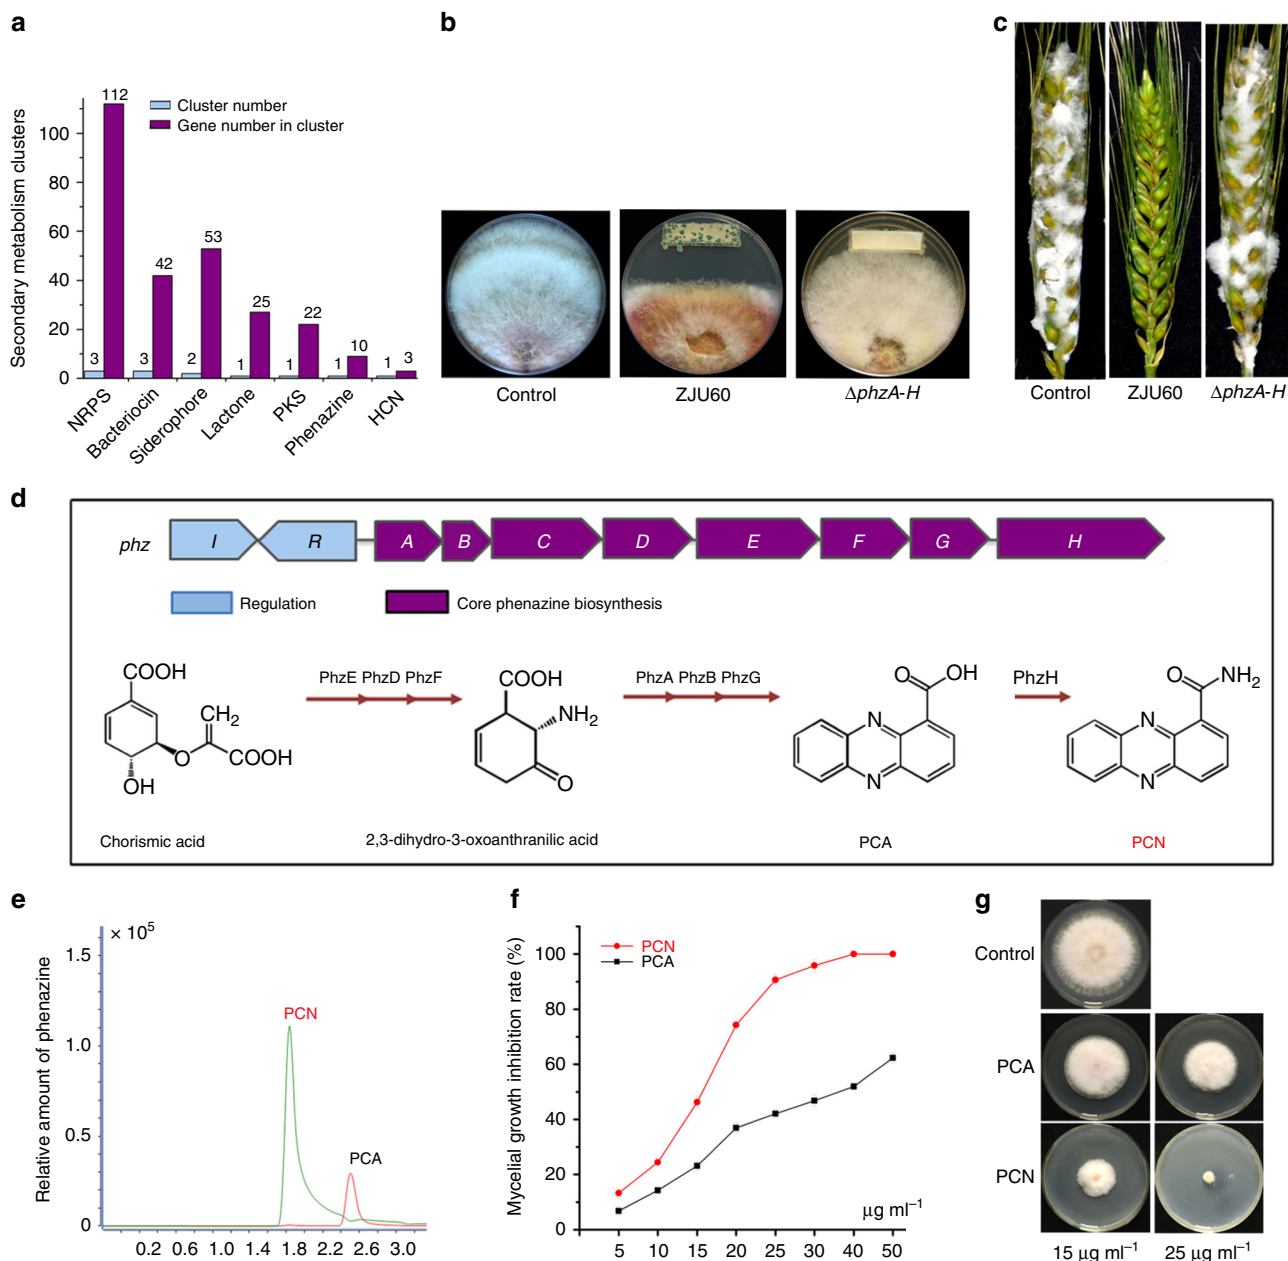 a
Secondary metabolism clusters
100
80
60
40
20
0
Cluster number
Gene number in cluster
3 112
3 42
2 53
1 25
1 22
1 10
1 3
NRPS
Bacteriocin
Siderophore
Lactone
PKS
Phenazine
HCN
b
Control
ZJU60
ΔphzA-H
c
Control
ZJU60
ΔphzA-H
d
phz I R A B C D E F G H
Regulation
Core phenazine biosynthesis
COOH
CH2
O
COOH
OH
Chorismic acid
PhzE PhzD PhzF
COOH
NH2
O
2,3-dihydro-3-oxoanthranilic acid
PhzA PhzB PhzG
O OH
N
N
PCA
PhzH
O NH2
N
N
PCN
e
× 10⁵
Relative amount of phenazine
1.5
1.0
0.5
0
PCN
PCA
0.2 0.6 1.0 1.4 1.8 2.2 2.6 3.0
f
Mycelial growth inhibition rate (%)
100
80
60
40
20
0
PCN
PCA
µg ml⁻¹
5 10 15 20 25 30 40 50
g
Control
PCA
PCN
15 µg ml⁻¹
25 µg ml⁻¹